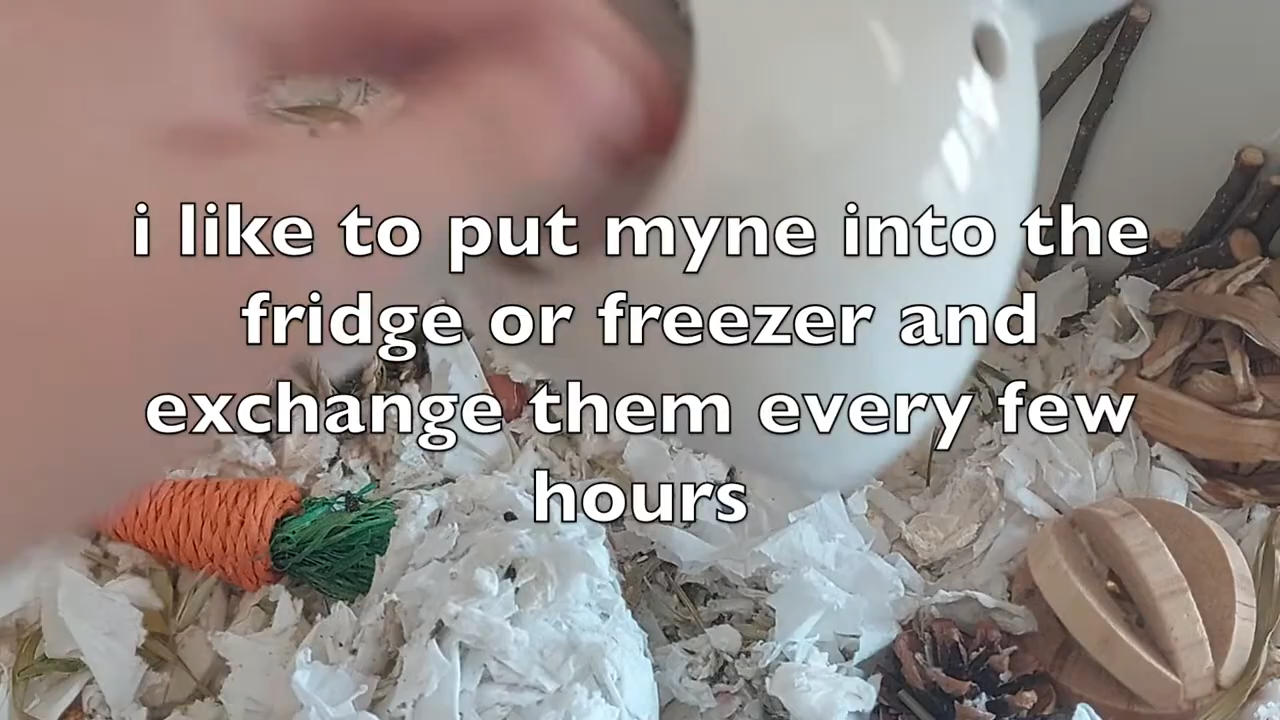 i like to put myne into the
fridge or freezer and
exchange them every few
hours